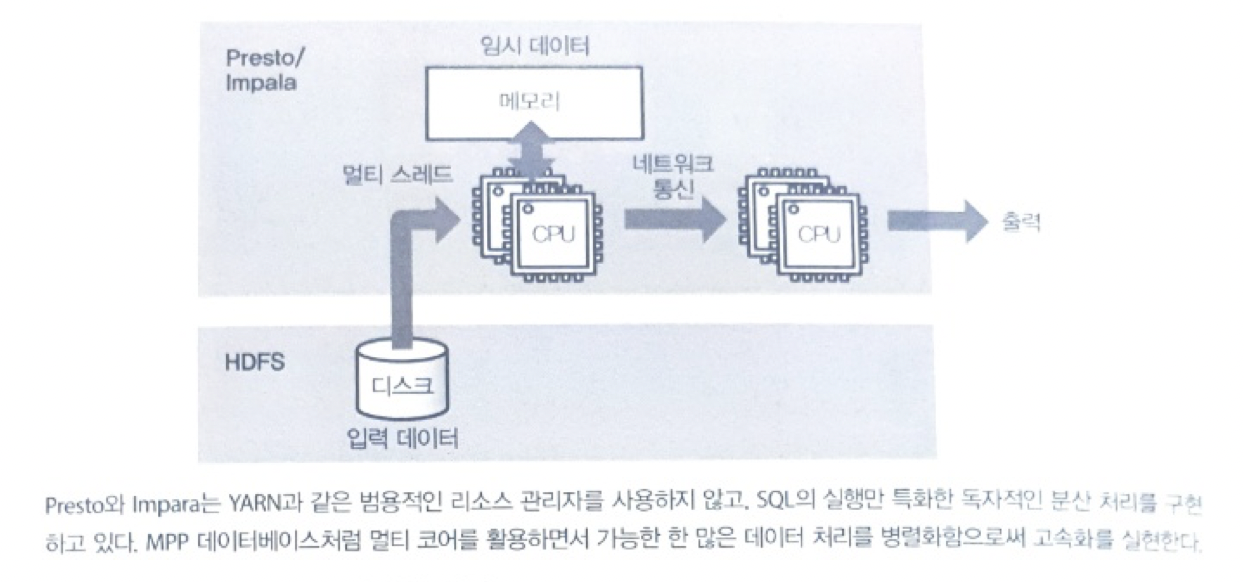 Presto/
Impala
임시 데이터
메모리
멀티 스레드
네트워크
통신
CPU
CPU
출력
HDFS
디스크
입력 데이터
Presto와 Impara는 YARN과 같은 범용적인 리소스 관리자를 사용하지 않고, SQL의 실행만 특화한 독자적인 분산 처리를 구현
하고 있다. MPP 데이터베이스처럼 멀티 코어를 활용하면서 가능한 한 많은 데이터 처리를 병렬화함으로써 고속화를 실현한다.